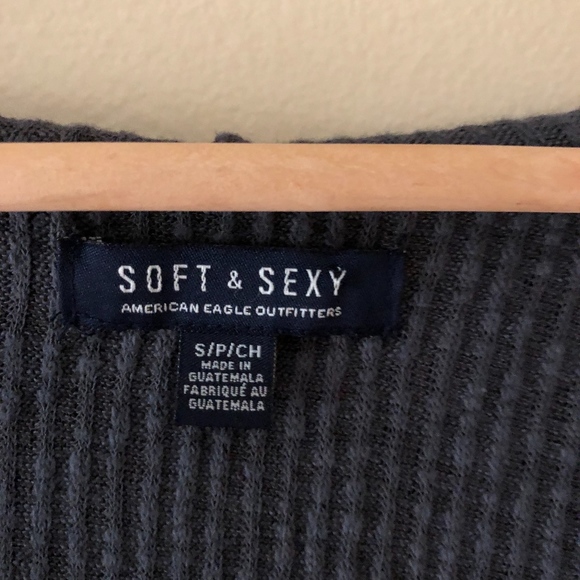 SOFT & SEXY
AMERICAN EAGLE OUTFITTERS
S/P/CH
MADE IN
GUATEMALA
FABRIQUÉ AU
GUATEMALA